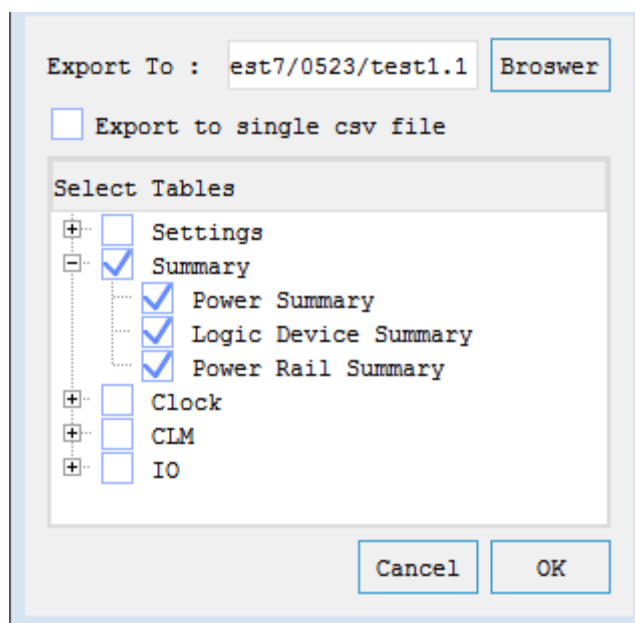 Export To : est7/0523/test1.1 Broswer
Export to single csv file
Select Tables
Settings
Summary
Power Summary
Logic Device Summary
Power Rail Summary
Clock
CLM
IO
Cancel OK